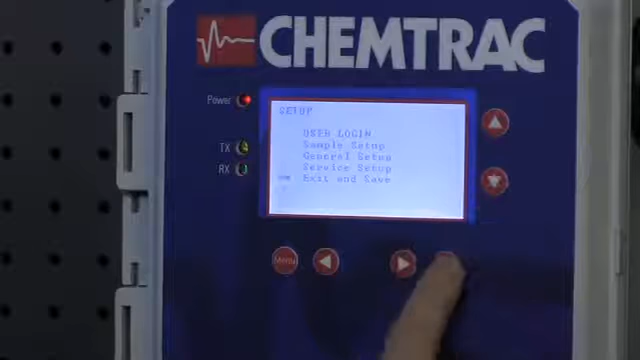 CHEMTRAC
Power
SETUP
USER LOGIN
Sample Setup
TX
General Setup
RX
Service Setup
Exit and Save
Menu